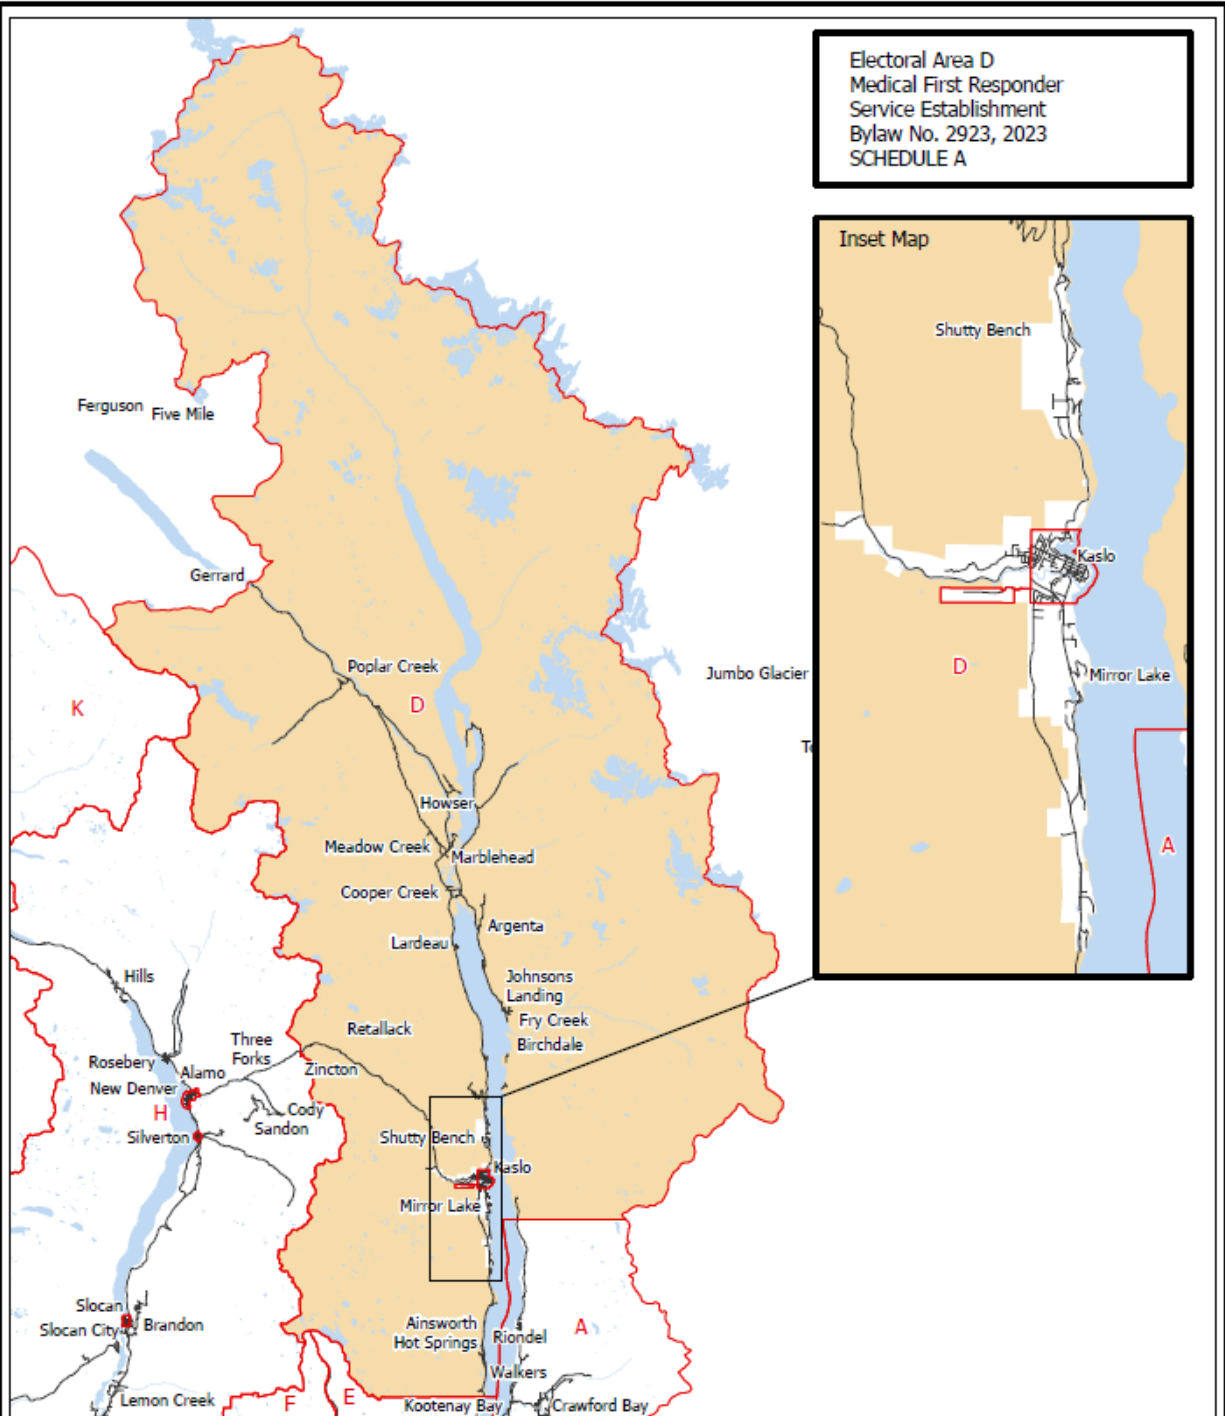 Electoral Area D
Medical First Responder
Service Establishment
Bylaw No. 2923, 2023
SCHEDULE A
Inset Map
Shutty Bench
Kaslo
D
Mirror Lake
A
Ferguson
Five Mile
Gerrard
Poplar Creek
D
Jumbo Glacier
K
Howser
Meadow Creek
Marblehead
Cooper Creek
Argenta
Lardeau
Hills
Johnsons
Landing
Fry Creek
Retallack
Birchdale
Three
Forks
Rosebery
Alamo
Zincton
New Denver
H
Cody
Sandon
Silverton
Shutty Bench
Kaslo
Mirror Lake
Slocan
Slocan City
Brandon
Ainsworth
Hot Springs
Riondel
A
Walkers
Lemon Creek
F
E
Kootenay Bay
Crawford Bay